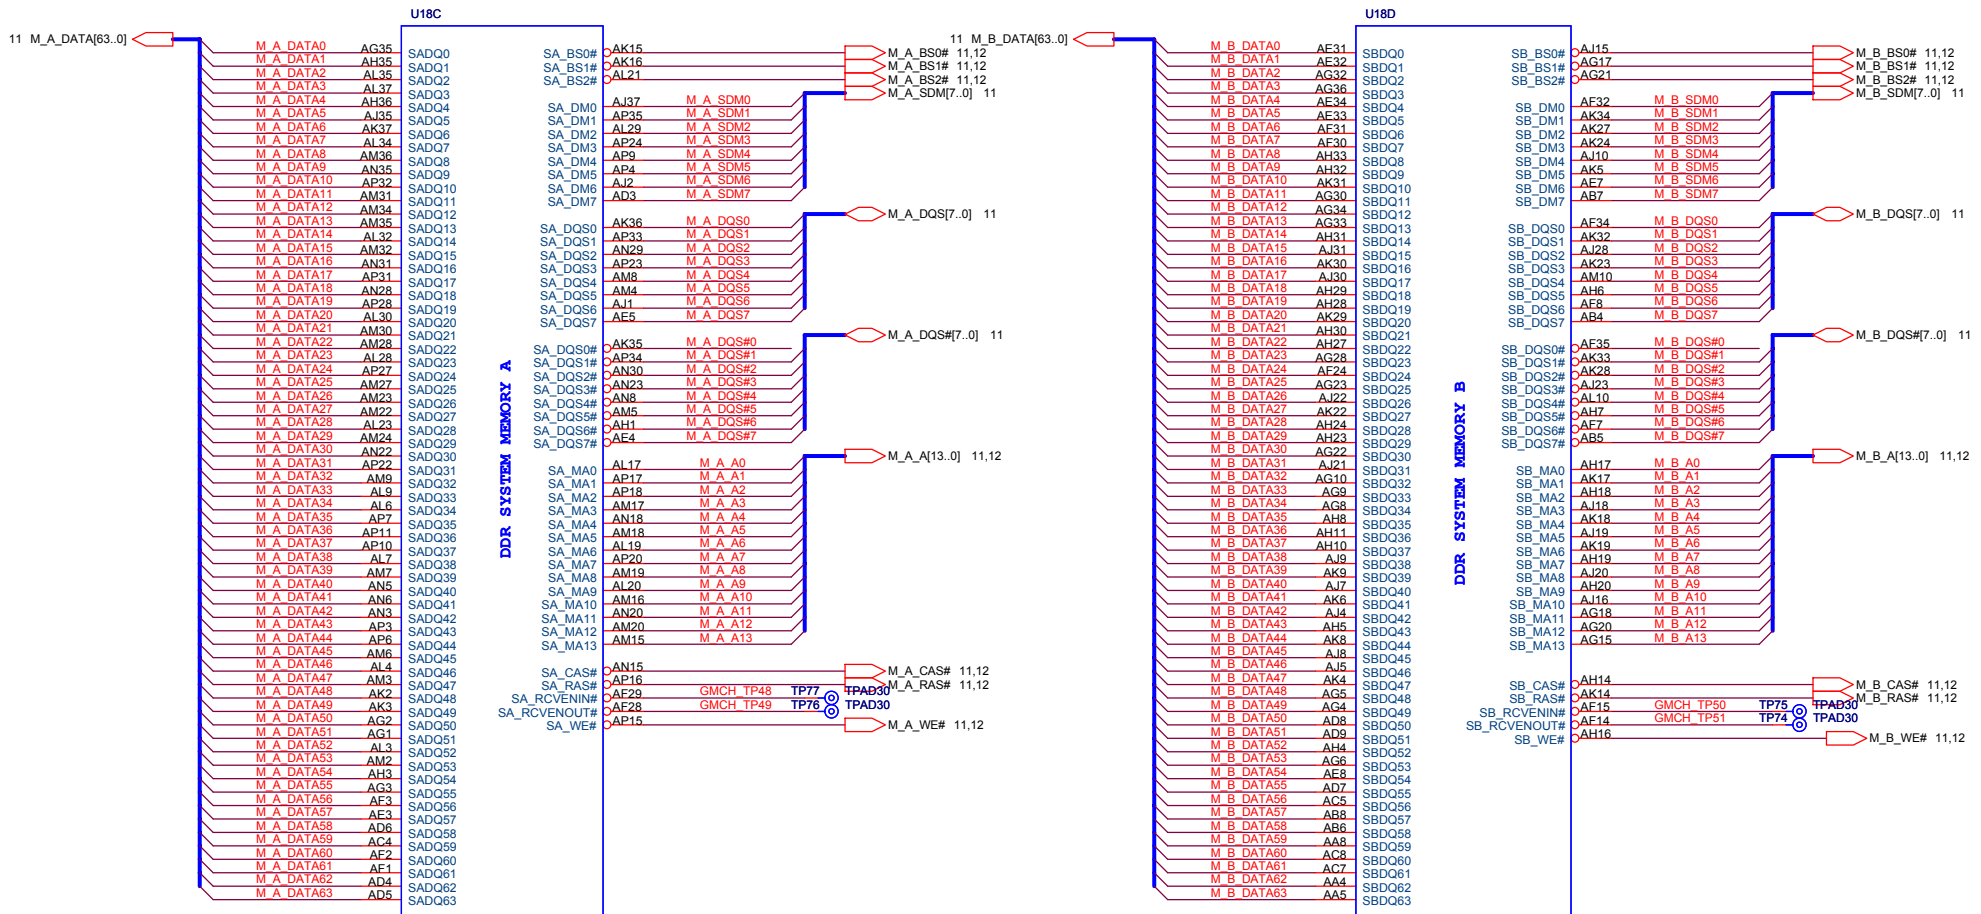 U18C
11 M_A_DATA[63..0]
M_A_DATA0 AG35 SADQ0
M_A_DATA1 AH35 SADQ1
M_A_DATA2 AL35 SADQ2
M_A_DATA3 AL37 SADQ3
M_A_DATA4 AH36 SADQ4
M_A_DATA5 AJ35 SADQ5
M_A_DATA6 AK37 SADQ6
M_A_DATA7 AL34 SADQ7
M_A_DATA8 AM36 SADQ8
M_A_DATA9 AN35 SADQ9
M_A_DATA10 AP32 SADQ10
M_A_DATA11 AM31 SADQ11
M_A_DATA12 AM34 SADQ12
M_A_DATA13 AM35 SADQ13
M_A_DATA14 AL32 SADQ14
M_A_DATA15 AM32 SADQ15
M_A_DATA16 AN31 SADQ16
M_A_DATA17 AP31 SADQ17
M_A_DATA18 AN28 SADQ18
M_A_DATA19 AP28 SADQ19
M_A_DATA20 AL30 SADQ20
M_A_DATA21 AM30 SADQ21
M_A_DATA22 AM28 SADQ22
M_A_DATA23 AL28 SADQ23
M_A_DATA24 AP27 SADQ24
M_A_DATA25 AM27 SADQ25
M_A_DATA26 AM23 SADQ26
M_A_DATA27 AM22 SADQ27
M_A_DATA28 AL23 SADQ28
M_A_DATA29 AM24 SADQ29
M_A_DATA30 AN22 SADQ30
M_A_DATA31 AP22 SADQ31
M_A_DATA32 AM9 SADQ32
M_A_DATA33 AL9 SADQ33
M_A_DATA34 AL6 SADQ34
M_A_DATA35 AP7 SADQ35
M_A_DATA36 AP11 SADQ36
M_A_DATA37 AP10 SADQ37
M_A_DATA38 AL7 SADQ38
M_A_DATA39 AM7 SADQ39
M_A_DATA40 AN5 SADQ40
M_A_DATA41 AN6 SADQ41
M_A_DATA42 AN3 SADQ42
M_A_DATA43 AP3 SADQ43
M_A_DATA44 AP6 SADQ44
M_A_DATA45 AM6 SADQ45
M_A_DATA46 AL4 SADQ46
M_A_DATA47 AM3 SADQ47
M_A_DATA48 AK2 SADQ48
M_A_DATA49 AK3 SADQ49
M_A_DATA50 AG2 SADQ50
M_A_DATA51 AG1 SADQ51
M_A_DATA52 AL3 SADQ52
M_A_DATA53 AM2 SADQ53
M_A_DATA54 AH3 SADQ54
M_A_DATA55 AG3 SADQ55
M_A_DATA56 AF3 SADQ56
M_A_DATA57 AE3 SADQ57
M_A_DATA58 AD6 SADQ58
M_A_DATA59 AC4 SADQ59
M_A_DATA60 AF2 SADQ60
M_A_DATA61 AF1 SADQ61
M_A_DATA62 AD4 SADQ62
M_A_DATA63 AD5 SADQ63
DDR SYSTEM MEMORY A
SA_BS0# AK15 M_A_BS0# 11,12
SA_BS1# AK16 M_A_BS1# 11,12
SA_BS2# AL21 M_A_BS2# 11,12
M_A_SDM[7..0] 11
SA_DM0 AJ37 M_A_SDM0
SA_DM1 AP35 M_A_SDM1
SA_DM2 AL29 M_A_SDM2
SA_DM3 AP24 M_A_SDM3
SA_DM4 AP9 M_A_SDM4
SA_DM5 AP4 M_A_SDM5
SA_DM6 AJ2 M_A_SDM6
SA_DM7 AD3 M_A_SDM7
M_A_DQS[7..0] 11
SA_DQS0 AK36 M_A_DQS0
SA_DQS1 AP33 M_A_DQS1
SA_DQS2 AN29 M_A_DQS2
SA_DQS3 AP23 M_A_DQS3
SA_DQS4 AM8 M_A_DQS4
SA_DQS5 AM4 M_A_DQS5
SA_DQS6 AJ1 M_A_DQS6
SA_DQS7 AE5 M_A_DQS7
M_A_DQS#[7..0] 11
SA_DQS0# AK35 M_A_DQS#0
SA_DQS1# AP34 M_A_DQS#1
SA_DQS2# AN30 M_A_DQS#2
SA_DQS3# AN23 M_A_DQS#3
SA_DQS4# AN8 M_A_DQS#4
SA_DQS5# AM5 M_A_DQS#5
SA_DQS6# AH1 M_A_DQS#6
SA_DQS7# AE4 M_A_DQS#7
M_A_A[13..0] 11,12
SA_MA0 AL17 M_A_A0
SA_MA1 AP17 M_A_A1
SA_MA2 AP18 M_A_A2
SA_MA3 AM17 M_A_A3
SA_MA4 AN18 M_A_A4
SA_MA5 AM18 M_A_A5
SA_MA6 AL19 M_A_A6
SA_MA7 AP20 M_A_A7
SA_MA8 AM19 M_A_A8
SA_MA9 AL20 M_A_A9
SA_MA10 AM16 M_A_A10
SA_MA11 AN20 M_A_A11
SA_MA12 AM20 M_A_A12
SA_MA13 AM15 M_A_A13
SA_CAS# AN15 M_A_CAS# 11,12
SA_RAS# AP16 M_A_RAS# 11,12
SA_RCVENIN# AF29 GMCH_TP48 TP77 TPAD30
SA_RCVENOUT# AF28 GMCH_TP49 TP76 TPAD30
SA_WE# AP15 M_A_WE# 11,12
U18D
11 M_B_DATA[63..0]
M_B_DATA0 AE31 SBDQ0
M_B_DATA1 AE32 SBDQ1
M_B_DATA2 AG32 SBDQ2
M_B_DATA3 AG36 SBDQ3
M_B_DATA4 AE34 SBDQ4
M_B_DATA5 AE33 SBDQ5
M_B_DATA6 AF31 SBDQ6
M_B_DATA7 AF30 SBDQ7
M_B_DATA8 AH33 SBDQ8
M_B_DATA9 AH32 SBDQ9
M_B_DATA10 AK31 SBDQ10
M_B_DATA11 AG30 SBDQ11
M_B_DATA12 AG34 SBDQ12
M_B_DATA13 AG33 SBDQ13
M_B_DATA14 AH31 SBDQ14
M_B_DATA15 AJ31 SBDQ15
M_B_DATA16 AK30 SBDQ16
M_B_DATA17 AJ30 SBDQ17
M_B_DATA18 AH29 SBDQ18
M_B_DATA19 AH28 SBDQ19
M_B_DATA20 AK29 SBDQ20
M_B_DATA21 AH30 SBDQ21
M_B_DATA22 AH27 SBDQ22
M_B_DATA23 AG28 SBDQ23
M_B_DATA24 AF24 SBDQ24
M_B_DATA25 AG23 SBDQ25
M_B_DATA26 AJ22 SBDQ26
M_B_DATA27 AK22 SBDQ27
M_B_DATA28 AH24 SBDQ28
M_B_DATA29 AH23 SBDQ29
M_B_DATA30 AG22 SBDQ30
M_B_DATA31 AJ21 SBDQ31
M_B_DATA32 AG10 SBDQ32
M_B_DATA33 AG9 SBDQ33
M_B_DATA34 AG8 SBDQ34
M_B_DATA35 AH8 SBDQ35
M_B_DATA36 AH11 SBDQ36
M_B_DATA37 AH10 SBDQ37
M_B_DATA38 AJ9 SBDQ38
M_B_DATA39 AK9 SBDQ39
M_B_DATA40 AJ7 SBDQ40
M_B_DATA41 AK6 SBDQ41
M_B_DATA42 AJ4 SBDQ42
M_B_DATA43 AH5 SBDQ43
M_B_DATA44 AK8 SBDQ44
M_B_DATA45 AJ8 SBDQ45
M_B_DATA46 AJ5 SBDQ46
M_B_DATA47 AK4 SBDQ47
M_B_DATA48 AG5 SBDQ48
M_B_DATA49 AG4 SBDQ49
M_B_DATA50 AD8 SBDQ50
M_B_DATA51 AD9 SBDQ51
M_B_DATA52 AH4 SBDQ52
M_B_DATA53 AG6 SBDQ53
M_B_DATA54 AE8 SBDQ54
M_B_DATA55 AD7 SBDQ55
M_B_DATA56 AC5 SBDQ56
M_B_DATA57 AB8 SBDQ57
M_B_DATA58 AB6 SBDQ58
M_B_DATA59 AA8 SBDQ59
M_B_DATA60 AC8 SBDQ60
M_B_DATA61 AC7 SBDQ61
M_B_DATA62 AA4 SBDQ62
M_B_DATA63 AA5 SBDQ63
DDR SYSTEM MEMORY B
SB_BS0# AJ15 M_B_BS0# 11,12
SB_BS1# AG17 M_B_BS1# 11,12
SB_BS2# AG21 M_B_BS2# 11,12
M_B_SDM[7..0] 11
SB_DM0 AF32 M_B_SDM0
SB_DM1 AK34 M_B_SDM1
SB_DM2 AK27 M_B_SDM2
SB_DM3 AK24 M_B_SDM3
SB_DM4 AJ10 M_B_SDM4
SB_DM5 AK5 M_B_SDM5
SB_DM6 AE7 M_B_SDM6
SB_DM7 AB7 M_B_SDM7
M_B_DQS[7..0] 11
SB_DQS0 AF34 M_B_DQS0
SB_DQS1 AK32 M_B_DQS1
SB_DQS2 AJ28 M_B_DQS2
SB_DQS3 AK23 M_B_DQS3
SB_DQS4 AM10 M_B_DQS4
SB_DQS5 AH6 M_B_DQS5
SB_DQS6 AF8 M_B_DQS6
SB_DQS7 AB4 M_B_DQS7
M_B_DQS#[7..0] 11
SB_DQS0# AF35 M_B_DQS#0
SB_DQS1# AK33 M_B_DQS#1
SB_DQS2# AK28 M_B_DQS#2
SB_DQS3# AJ23 M_B_DQS#3
SB_DQS4# AL10 M_B_DQS#4
SB_DQS5# AH7 M_B_DQS#5
SB_DQS6# AF7 M_B_DQS#6
SB_DQS7# AB5 M_B_DQS#7
M_B_A[13..0] 11,12
SB_MA0 AH17 M_B_A0
SB_MA1 AK17 M_B_A1
SB_MA2 AH18 M_B_A2
SB_MA3 AJ18 M_B_A3
SB_MA4 AK18 M_B_A4
SB_MA5 AJ19 M_B_A5
SB_MA6 AK19 M_B_A6
SB_MA7 AH19 M_B_A7
SB_MA8 AJ20 M_B_A8
SB_MA9 AH20 M_B_A9
SB_MA10 AJ16 M_B_A10
SB_MA11 AG18 M_B_A11
SB_MA12 AG20 M_B_A12
SB_MA13 AG15 M_B_A13
SB_CAS# AH14 M_B_CAS# 11,12
SB_RAS# AK14 M_B_RAS# 11,12
SB_RCVENIN# AF15 GMCH_TP50 TP75 TPAD30
SB_RCVENOUT# AF14 GMCH_TP51 TP74 TPAD30
SB_WE# AH16 M_B_WE# 11,12